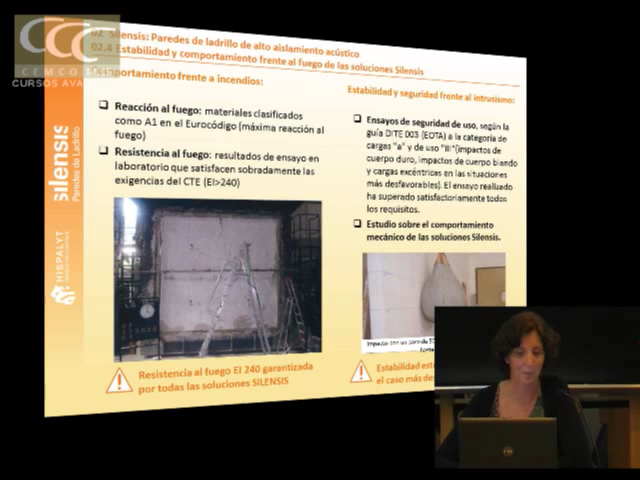 CCC
CEMCO
CURSOS AVA
02 Silensis: Paredes de ladrillo de alto aislamiento acústico
02.4 Estabilidad y comportamiento frente al fuego de las soluciones Silensis
Comportamiento frente a incendios:
Reacción al fuego: materiales clasificados
como A1 en el Eurocódigo (máxima reacción al
fuego)
Resistencia al fuego: resultados de ensayo en
laboratorio que satisfacen sobradamente las
exigencias del CTE (EI>240)
Resistencia al fuego EI 240 garantizada
por todas las soluciones SILENSIS
Estabilidad y seguridad frente al intrusismo:
Ensayos de seguridad de uso, según la
guía DITE 003 (EOTA) a la categoría de
cargas "a" y de uso "III"(impactos de
cuerpo duro, impactos de cuerpo blando
y cargas excéntricas en las situaciones
más desfavorables). El ensayo realizado
ha superado satisfactoriamente todos
los requisitos.
Estudio sobre el comportamiento
mecánico de las soluciones Silensis.
Impacto con un
Estabilidad
el caso más
silensis
Paredes de Ladrillo
HISPALYT